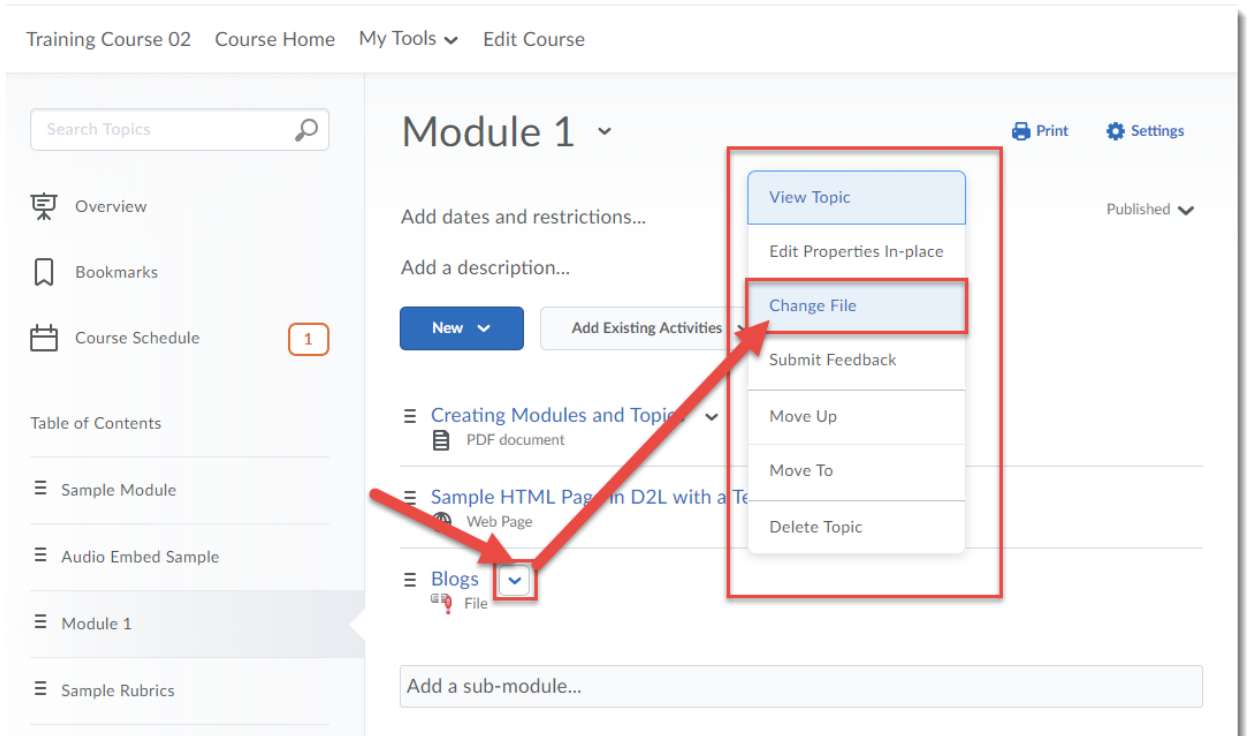 Training Course 02 Course Home My Tools Edit Course
Search Topics
Overview
Bookmarks
Course Schedule 1
Table of Contents
Sample Module
Audio Embed Sample
Module 1
Sample Rubrics
Module 1
Print Settings
Add dates and restrictions...
Published
Add a description...
New Add Existing Activities
Creating Modules and Topics
PDF document
Sample HTML Page in D2L with a Te
Web Page
Blogs
File
Add a sub-module...
View Topic
Edit Properties In-place
Change File
Submit Feedback
Move Up
Move To
Delete Topic